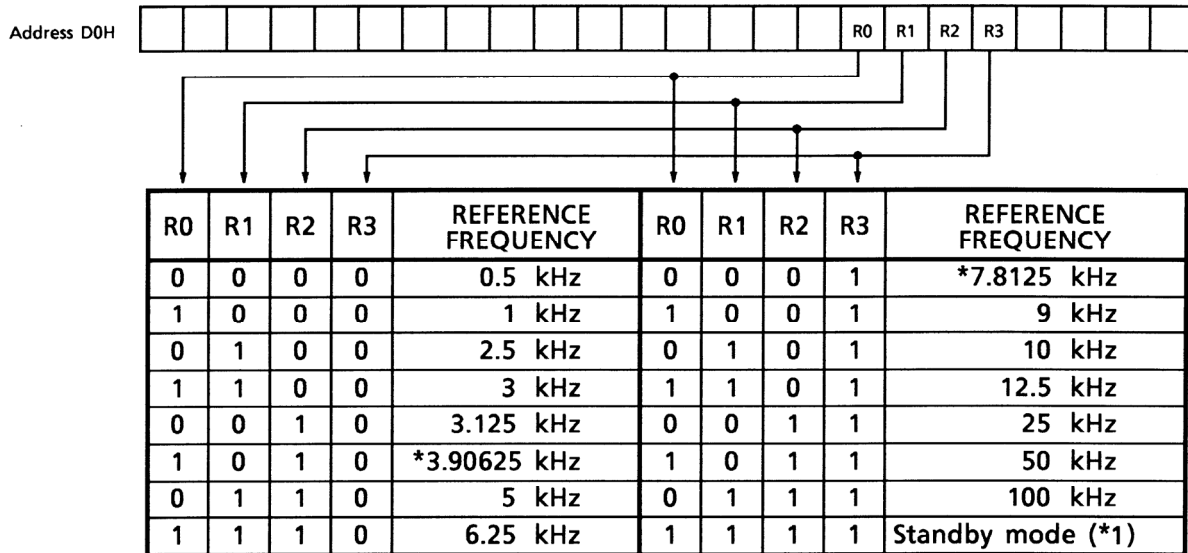 Address D0H R0 R1 R2 R3
R0 R1 R2 R3 REFERENCE FREQUENCY R0 R1 R2 R3 REFERENCE FREQUENCY
0 0 0 0 0.5 kHz 0 0 0 1 *7.8125 kHz
1 0 0 0 1 kHz 1 0 0 1 9 kHz
0 1 0 0 2.5 kHz 0 1 0 1 10 kHz
1 1 0 0 3 kHz 1 1 0 1 12.5 kHz
0 0 1 0 3.125 kHz 0 0 1 1 25 kHz
1 0 1 0 *3.90625 kHz 1 0 1 1 50 kHz
0 1 1 0 5 kHz 0 1 1 1 100 kHz
1 1 1 0 6.25 kHz 1 1 1 1 Standby mode (*1)